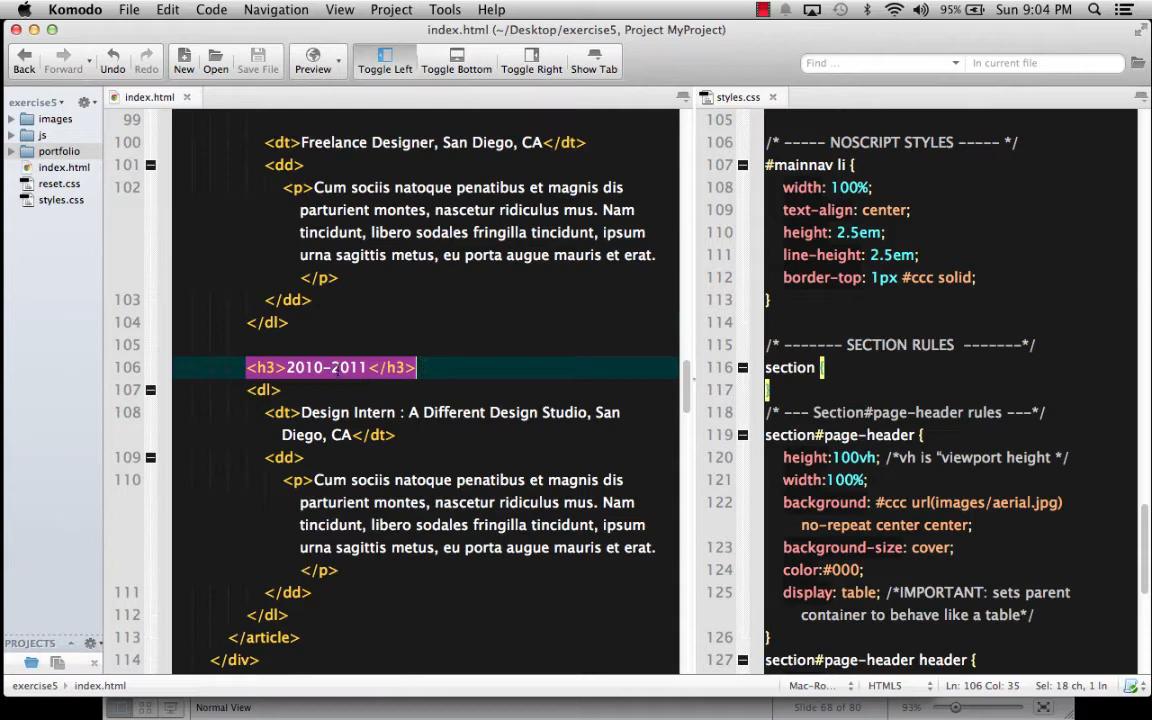 Komodo File Edit Code Navigation View Project Tools Help 95% Sun 9:04 PM
index.html (~/Desktop/exercise5, Project MyProject)
Back Forward Undo Redo New Open Save File Preview Toggle Left Toggle Bottom Toggle Right Show Tab Find ... In current file
exercise5
images
js
portfolio
index.html
reset.css
styles.css
index.html
99
100 <dt>Freelance Designer, San Diego, CA</dt>
101 <dd>
102 <p>Cum sociis natoque penatibus et magnis dis
parturient montes, nascetur ridiculus mus. Nam
tincidunt, libero sodales fringilla tincidunt, ipsum
urna sagittis metus, eu porta augue mauris et erat.
</p>
103 </dd>
104 </dl>
105
106 <h3>2010-2011</h3>
107 <dl>
108 <dt>Design Intern : A Different Design Studio, San
Diego, CA</dt>
109 <dd>
110 <p>Cum sociis natoque penatibus et magnis dis
parturient montes, nascetur ridiculus mus. Nam
tincidunt, libero sodales fringilla tincidunt, ipsum
urna sagittis metus, eu porta augue mauris et erat.
</p>
111 </dd>
112 </dl>
113 </article>
114 </div>
styles.css
105
106 /* ----- NOSCRIPT STYLES ----- */
107 #mainnav li {
108 width: 100%;
109 text-align: center;
110 height: 2.5em;
111 line-height: 2.5em;
112 border-top: 1px #ccc solid;
113 }
114
115 /* ------- SECTION RULES -------*/
116 section {
117 }
118 /* --- Section#page-header rules ---*/
119 section#page-header {
120 height:100vh; /*vh is "viewport height */
121 width:100%;
122 background: #ccc url(images/aerial.jpg)
no-repeat center center;
123 background-size: cover;
124 color:#000;
125 display: table; /*IMPORTANT: sets parent
container to behave like a table*/
126 }
127 section#page-header header {
PROJECTS
exercise5 index.html Mac-Ro... HTML5 Ln: 106 Col: 35 Sel: 18 ch, 1 ln
Normal View Slide 68 of 80 93%